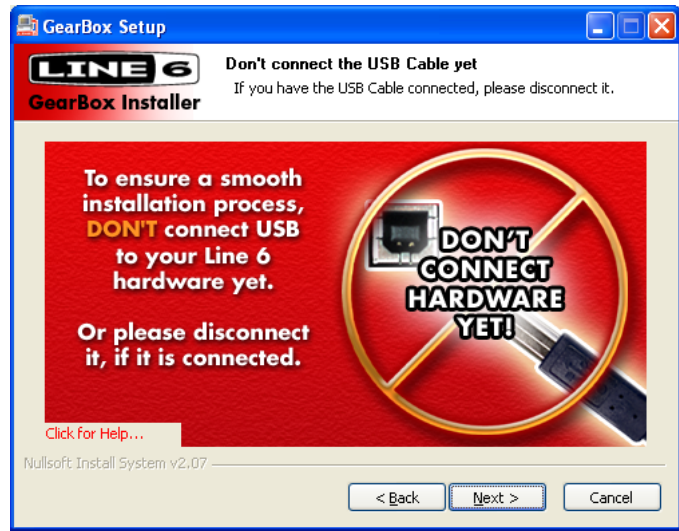 GearBox Setup
LINE 6
GearBox Installer
Don't connect the USB Cable yet
If you have the USB Cable connected, please disconnect it.
To ensure a smooth
installation process,
DON'T connect USB
to your Line 6
hardware yet.
Or please disconnect
it, if it is connected.
DON'T
CONNECT
HARDWARE
YET!
Click for Help...
Nullsoft Install System v2.07
< Back
Next >
Cancel